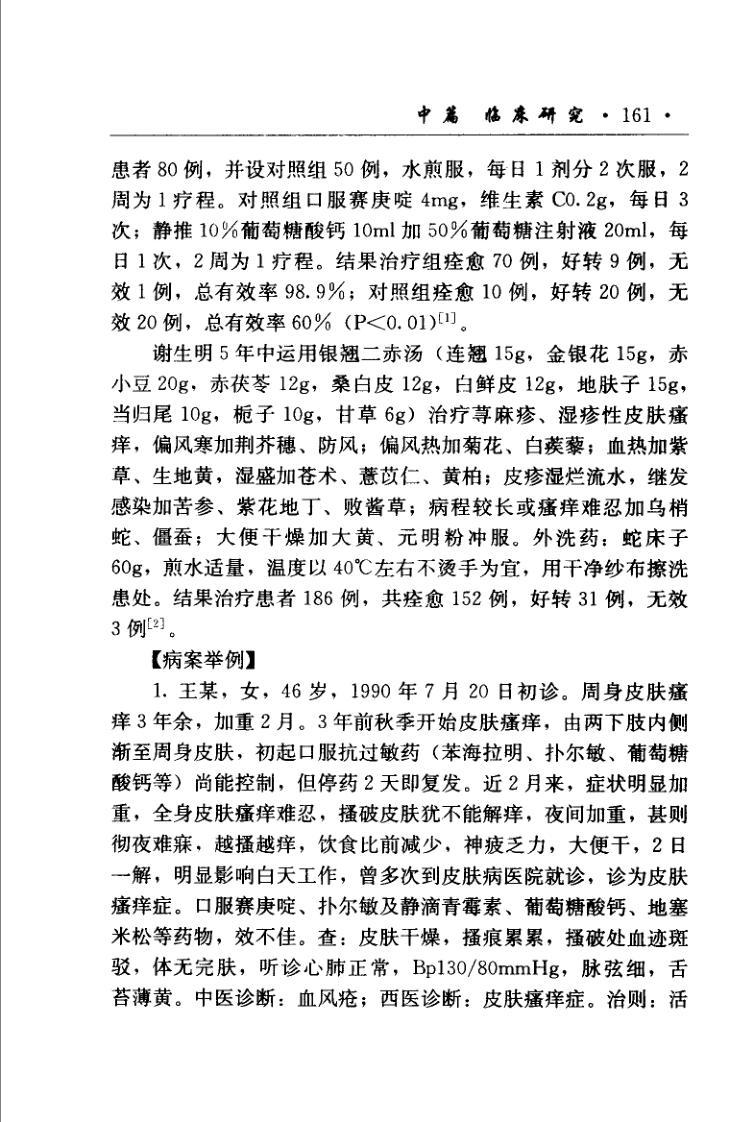 中篇 临床研究 · 161 ·
患者 80 例，并设对照组 50 例，水煎服，每日 1 剂分 2 次服，2
周为 1 疗程。对照组口服赛庚啶 4mg，维生素 C0. 2g，每日 3
次；静推 10％葡萄糖酸钙 10ml 加 50％葡萄糖注射液 20ml，每
日 1 次，2 周为 1 疗程。结果治疗组痊愈 70 例，好转 9 例，无
效 1 例，总有效率 98. 9％；对照组痊愈 10 例，好转 20 例，无
效 20 例，总有效率 60％（P＜0. 01）[1]。
谢生明 5 年中运用银翘二赤汤（连翘 15g，金银花 15g，赤
小豆 20g，赤茯苓 12g，桑白皮 12g，白鲜皮 12g，地肤子 15g，
当归尾 10g，栀子 10g，甘草 6g）治疗荨麻疹、湿疹性皮肤瘙
痒，偏风寒加荆芥穗、防风；偏风热加菊花、白蒺藜；血热加紫
草、生地黄，湿盛加苍术、薏苡仁、黄柏；皮疹湿烂流水，继发
感染加苦参、紫花地丁、败酱草；病程较长或瘙痒难忍加乌梢
蛇、僵蚕；大便干燥加大黄、元明粉冲服。外洗药：蛇床子
60g，煎水适量，温度以 40℃左右不烫手为宜，用干净纱布擦洗
患处。结果治疗患者 186 例，共痊愈 152 例，好转 31 例，无效
3 例[2]。
【病案举例】
1. 王某，女，46 岁，1990 年 7 月 20 日初诊。周身皮肤瘙
痒 3 年余，加重 2 月。3 年前秋季开始皮肤瘙痒，由两下肢内侧
渐至周身皮肤，初起口服抗过敏药（苯海拉明、扑尔敏、葡萄糖
酸钙等）尚能控制，但停药 2 天即复发。近 2 月来，症状明显加
重，全身皮肤瘙痒难忍，搔破皮肤犹不能解痒，夜间加重，甚则
彻夜难寐，越搔越痒，饮食比前减少，神疲乏力，大便干，2 日
一解，明显影响白天工作，曾多次到皮肤病医院就诊，诊为皮肤
瘙痒症。口服赛庚啶、扑尔敏及静滴青霉素、葡萄糖酸钙、地塞
米松等药物，效不佳。查：皮肤干燥，搔痕累累，搔破处血迹斑
驳，体无完肤，听诊心肺正常，Bp130/80mmHg，脉弦细，舌
苔薄黄。中医诊断：血风疮；西医诊断：皮肤瘙痒症。治则：活